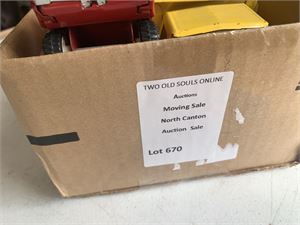 TWO OLD SOULS ONLINE
Auctions
Moving Sale
North Canton
Auction Sale
Lot 670